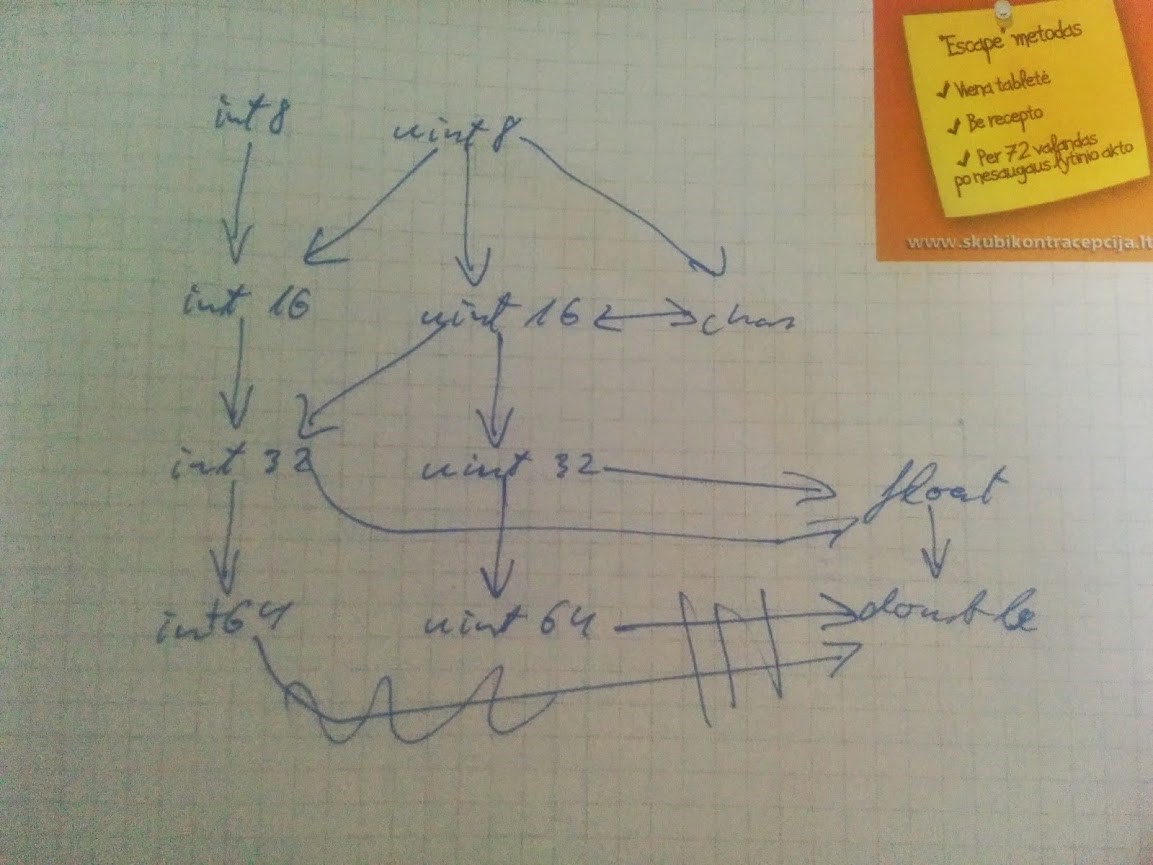 "Escape" metodas
✓ Viena tabletė
✓ Be recepto
✓ Per 72 valandas
po nesaugaus lytinio akto
www.skubikontracepcija.lt
int 8 uint 8
int 16 uint 16 char
int 32 uint 32 float
int64 uint 64 double